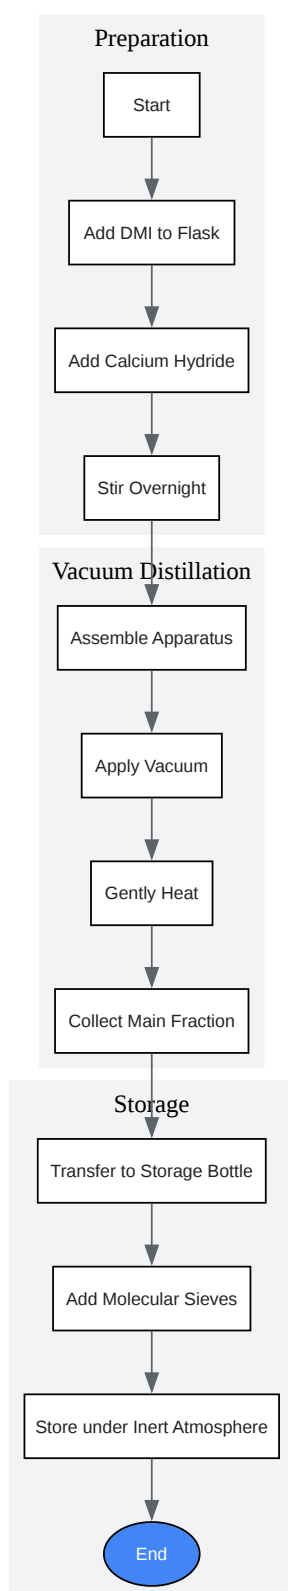 Preparation
Start
Add DMI to Flask
Add Calcium Hydride
Stir Overnight
Vacuum Distillation
Assemble Apparatus
Apply Vacuum
Gently Heat
Collect Main Fraction
Storage
Transfer to Storage Bottle
Add Molecular Sieves
Store under Inert Atmosphere
End